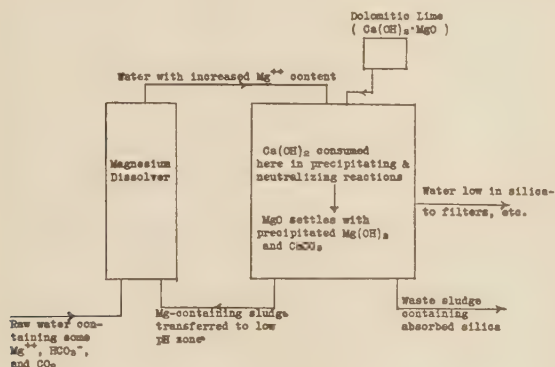 Dolomitic Lime
( Ca(OH)₂·MgO )
Water with increased Mg⁺⁺ content
Magnesium
Dissolver
Ca(OH)₂ consumed
here in precipitating &
neutralizing reactions
MgO settles with
precipitated Mg(OH)₂
and CaCO₃
Water low in silica-
to filters, etc.
Raw water con-
taining some
Mg⁺⁺, HCO₃⁻,
and CO₂
Mg-containing sludge
transferred to low
pH zone
Waste sludge
containing
absorbed silica